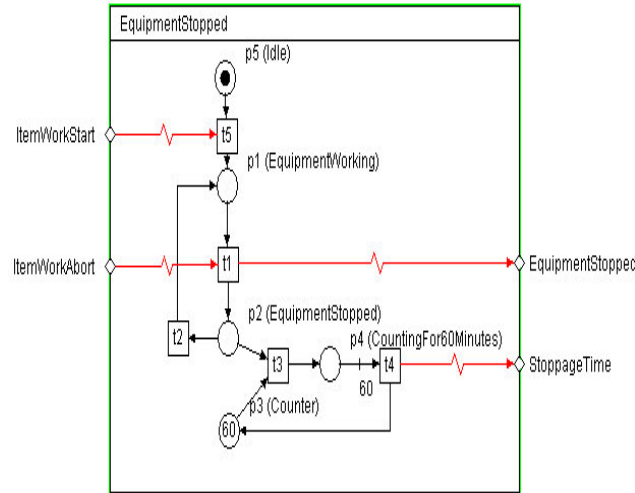 EquipmentStopped
p5 (Idle)
ItemWorkStart
t5
p1 (EquipmentWorking)
ItemWorkAbort
t1
EquipmentStopped
p2 (EquipmentStopped)
t2
p4 (CountingFor60Minutes)
t3
t4
StoppageTime
60
p3 (Counter)
60